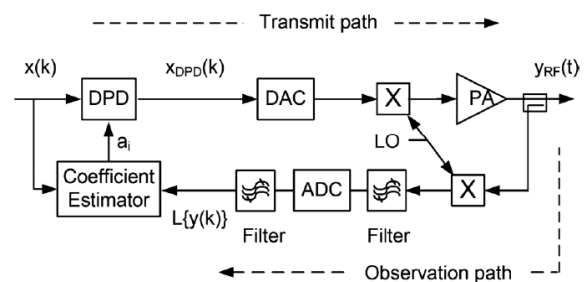 Transmit path
x(k)
x_DPD(k)
y_RF(t)
DPD
DAC
X
PA
a_i
LO
Coefficient
Estimator
L{y(k)}
ADC
X
Filter
Filter
Observation path